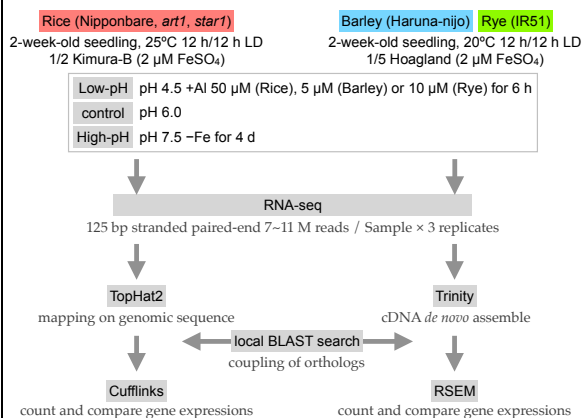 Rice (Nipponbare, art1, star1)
2-week-old seedling, 25ºC 12 h/12 h LD
1/2 Kimura-B (2 µM FeSO₄)
Barley (Haruna-nijo) Rye (IR51)
2-week-old seedling, 20ºC 12 h/12 h LD
1/5 Hoagland (2 µM FeSO₄)
Low-pH pH 4.5 +Al 50 µM (Rice), 5 µM (Barley) or 10 µM (Rye) for 6 h
control pH 6.0
High-pH pH 7.5 −Fe for 4 d
RNA-seq
125 bp stranded paired-end 7~11 M reads / Sample × 3 replicates
TopHat2
mapping on genomic sequence
Trinity
cDNA de novo assemble
local BLAST search
coupling of orthologs
Cufflinks
count and compare gene expressions
RSEM
count and compare gene expressions